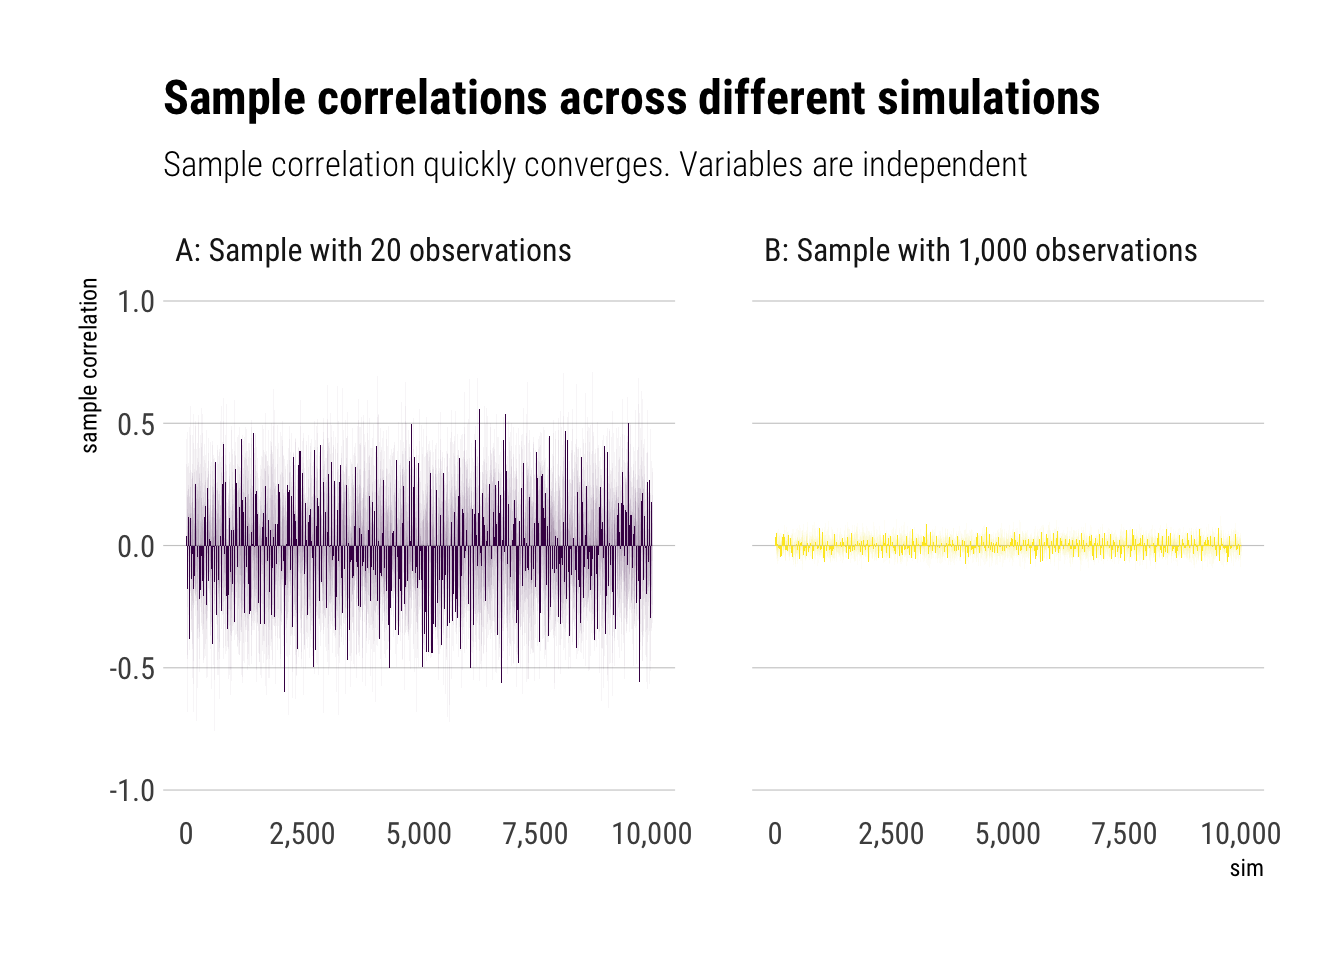 Sample correlations across different simulations
Sample correlation quickly converges. Variables are independent
A: Sample with 20 observations
B: Sample with 1,000 observations
sample correlation
1.0
0.5
0.0
-0.5
-1.0
0 2,500 5,000 7,500 10,000
0 2,500 5,000 7,500 10,000
sim